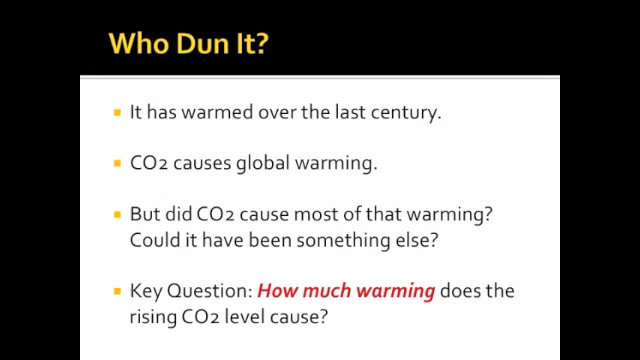 Who Dun It?
It has warmed over the last century.
CO2 causes global warming.
But did CO2 cause most of that warming?
Could it have been something else?
Key Question: How much warming does the
rising CO2 level cause?